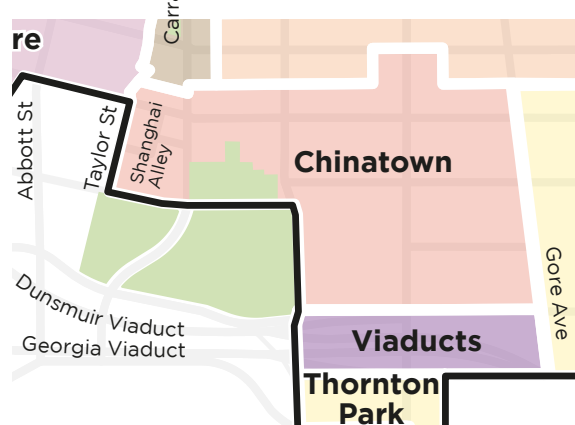 Carr
re
Abbott St
Taylor St
Shanghai
Alley
Chinatown
Gore Ave
Dunsmuir Viaduct
Georgia Viaduct
Viaducts
Thornton
Park